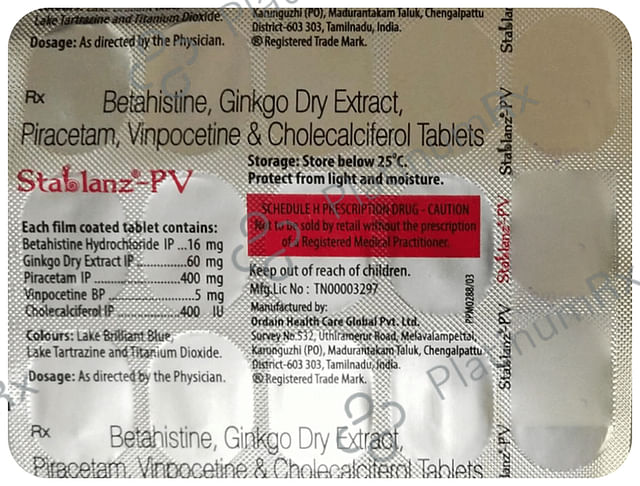 Lake Tartrazine and Titanium Dioxide.
Dosage: As directed by the Physician.
Karunguzhi (PO), Madurantakam Taluk, Chengalpattu
District-603 303, Tamilnadu, India.
® Registered Trade Mark.
Rx Betahistine, Ginkgo Dry Extract,
Piracetam, Vinpocetine & Cholecalciferol Tablets
Stablanz®-PV
Each film coated tablet contains:
Betahistine Hydrochloride IP ...16 mg
Ginkgo Dry Extract IP ............60 mg
Piracetam IP ......................400 mg
Vinpocetine BP ......................5 mg
Cholecalciferol IP ................400 IU
Colours: Lake Brilliant Blue,
Lake Tartrazine and Titanium Dioxide.
Dosage: As directed by the Physician.
Storage: Store below 25°C.
Protect from light and moisture.
SCHEDULE H PRESCRIPTION DRUG - CAUTION
Not to be sold by retail without the prescription
of a Registered Medical Practitioner.
Keep out of reach of children.
Mfg.Lic No : TN00003297
Manufactured by:
Ordain Health Care Global Pvt. Ltd.
Survey No.532, Uthiramerur Road, Melavalampettai,
Karunguzhi (PO), Madurantakam Taluk, Chengalpattu
District-603 303, Tamilnadu, India.
® Registered Trade Mark.
PPM0288/03
Stablanz®-PV
Stablanz®-PV
Stablanz®-PV
Rx Betahistine, Ginkgo Dry Extract,
Piracetam, Vinpocetine & Cholecalciferol Tablets
PlatinumRx
PlatinumRx